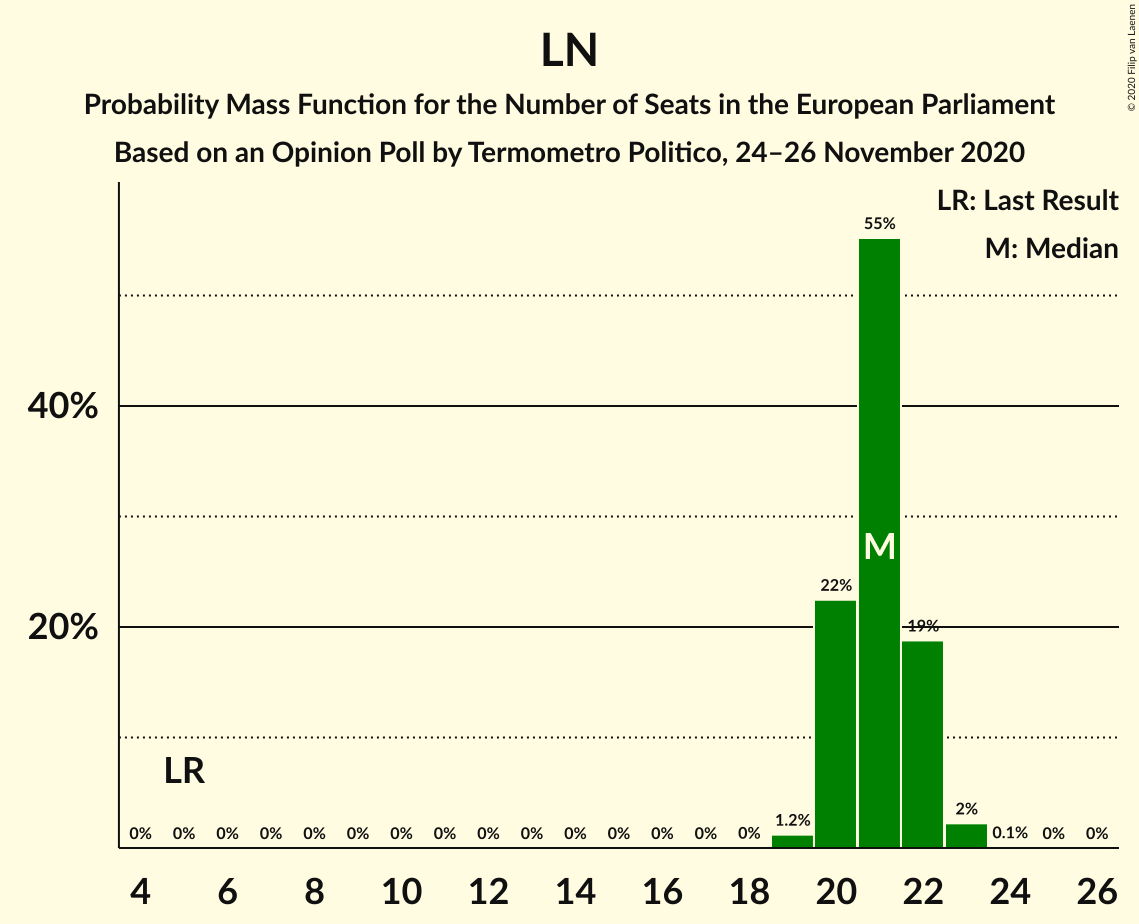 LN
Probability Mass Function for the Number of Seats in the European Parliament
Based on an Opinion Poll by Termometro Politico, 24–26 November 2020
© 2020 Filip van Laenen
LR: Last Result
M: Median
55%
40%
M
22%
20%
19%
LR
0% 0% 0% 0% 0% 0% 0% 0% 0% 0% 0% 0% 0% 0% 0% 1.2% 2% 0.1% 0% 0%
4 6 8 10 12 14 16 18 20 22 24 26